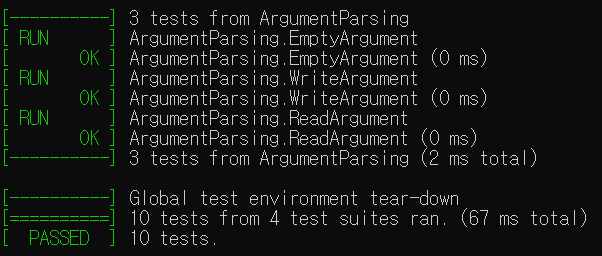 [----------] 3 tests from ArgumentParsing
[ RUN      ] ArgumentParsing.EmptyArgument
[       OK ] ArgumentParsing.EmptyArgument (0 ms)
[ RUN      ] ArgumentParsing.WriteArgument
[       OK ] ArgumentParsing.WriteArgument (0 ms)
[ RUN      ] ArgumentParsing.ReadArgument
[       OK ] ArgumentParsing.ReadArgument (0 ms)
[----------] 3 tests from ArgumentParsing (2 ms total)
[----------] Global test environment tear-down
[==========] 10 tests from 4 test suites ran. (67 ms total)
[  PASSED  ] 10 tests.